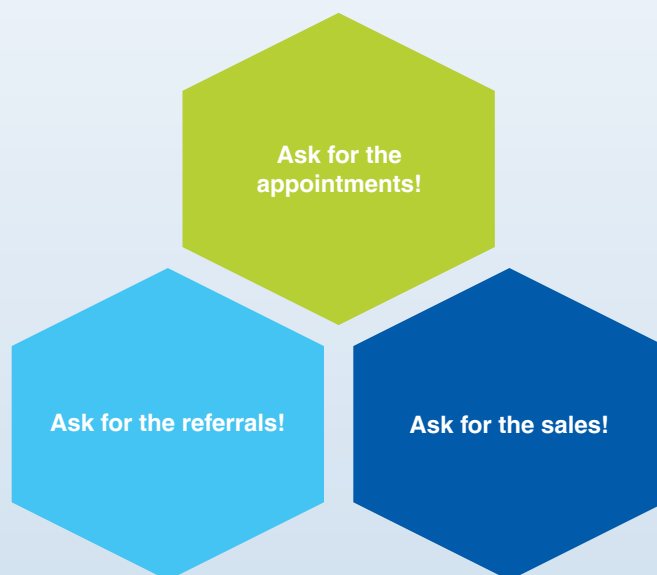 Ask for the
appointments!
Ask for the referrals!
Ask for the sales!